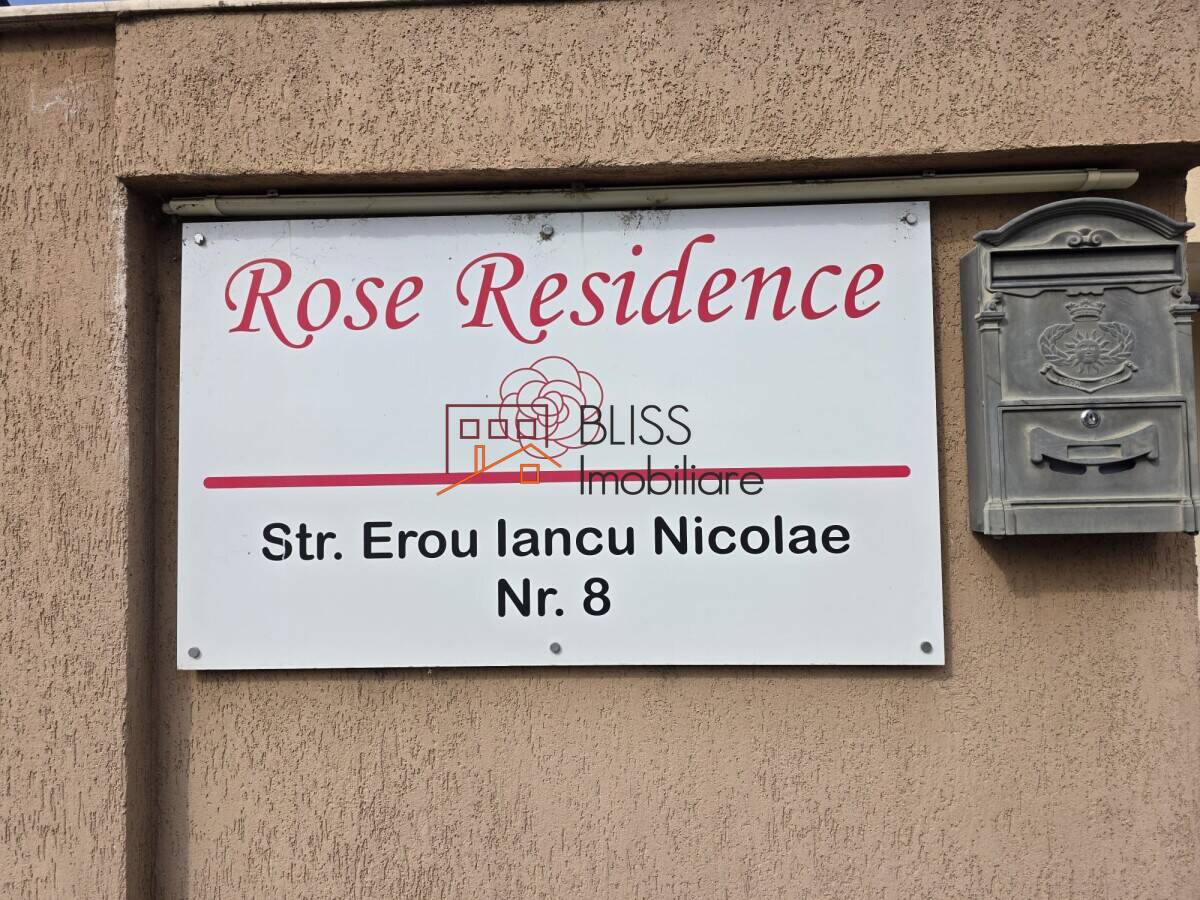 Rose Residence
BLISS
Imobiliare
Str. Erou Iancu Nicolae
Nr. 8